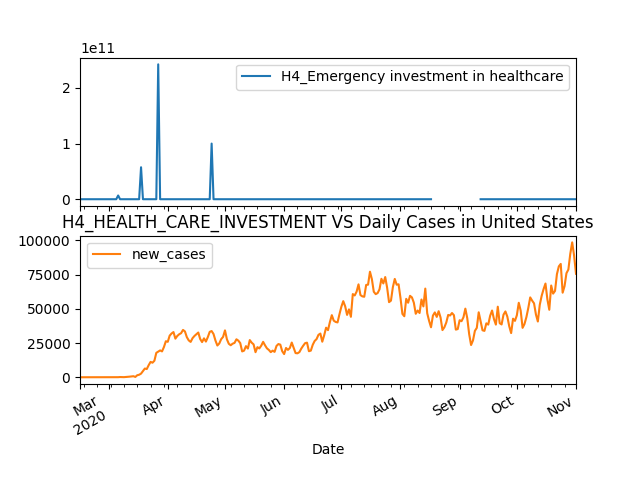 1e11
H4_Emergency investment in healthcare
2
1
0
H4_HEALTH_CARE_INVESTMENT VS Daily Cases in United States
new_cases
100000
75000
50000
25000
0
Mar
2020
Apr
May
Jun
Jul
Aug
Sep
Oct
Nov
Date